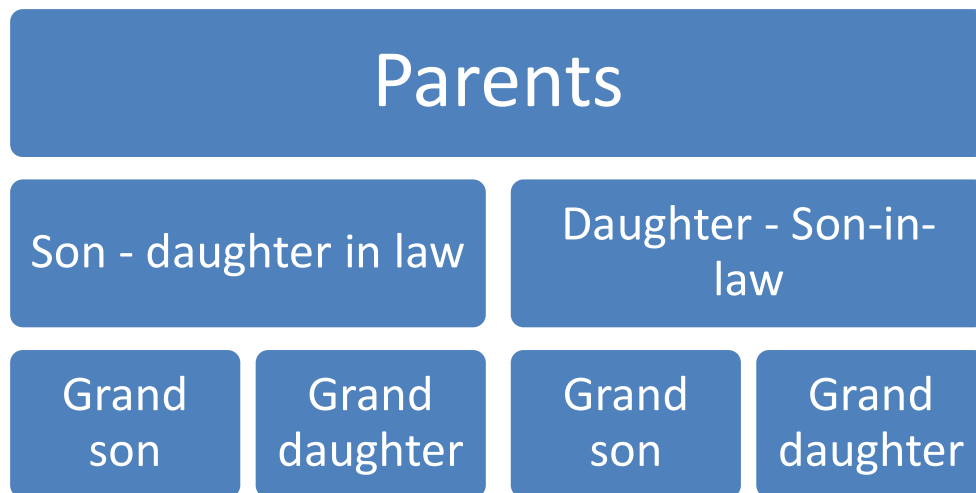 Parents
Son - daughter in law
Daughter - Son-in-
law
Grand
son
Grand
daughter
Grand
son
Grand
daughter